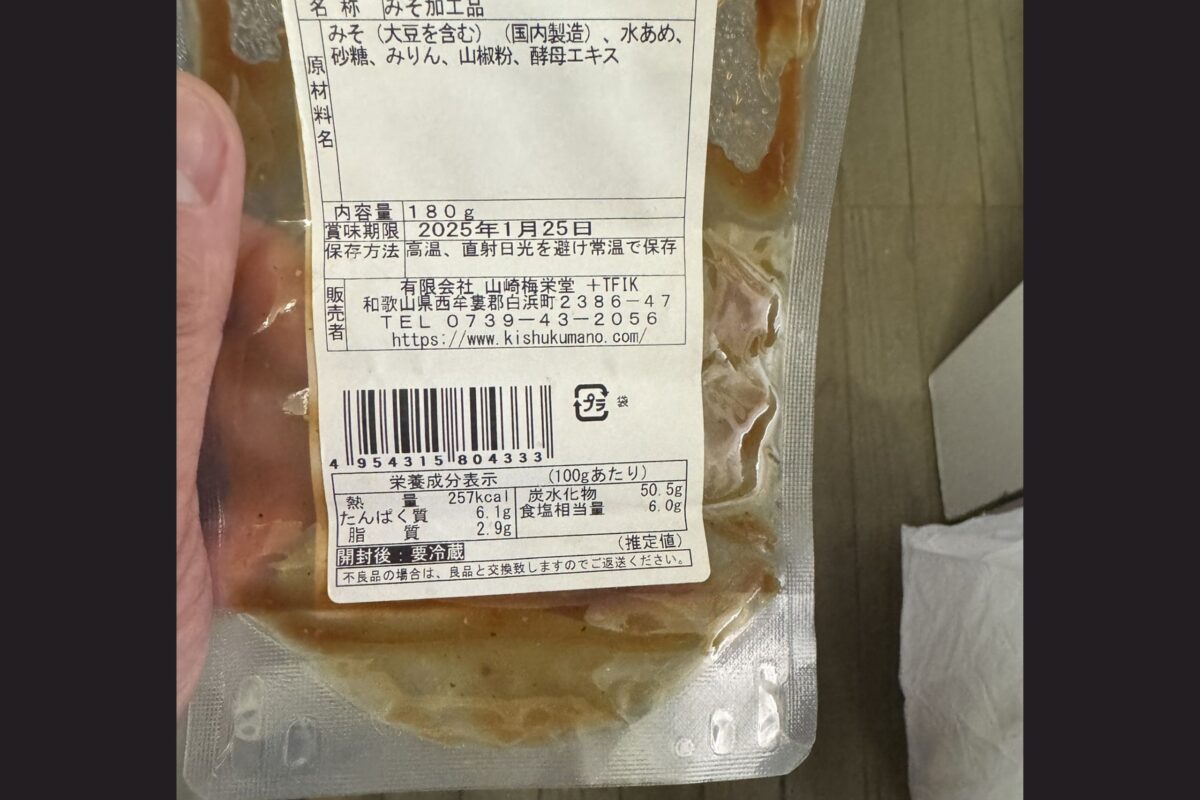 名称 みそ加工品
原材料名 みそ(大豆を含む)(国内製造)、水あめ、
砂糖、みりん、山椒粉、酵母エキス
内容量 180g
賞味期限 2025年1月25日
保存方法 高温、直射日光を避け常温で保存
販売者 有限会社 山崎梅栄堂 +TFIK
和歌山県西牟婁郡白浜町2386-47
TEL 0739-43-2056
https://www.kishukumano.com/
プラ 袋
4 954315 804333
栄養成分表示 (100gあたり)
熱量 257kcal 炭水化物 50.5g
たんぱく質 6.1g 食塩相当量 6.0g
脂質 2.9g
(推定値)
開封後:要冷蔵
不良品の場合は、良品と交換致しますのでご返送ください。